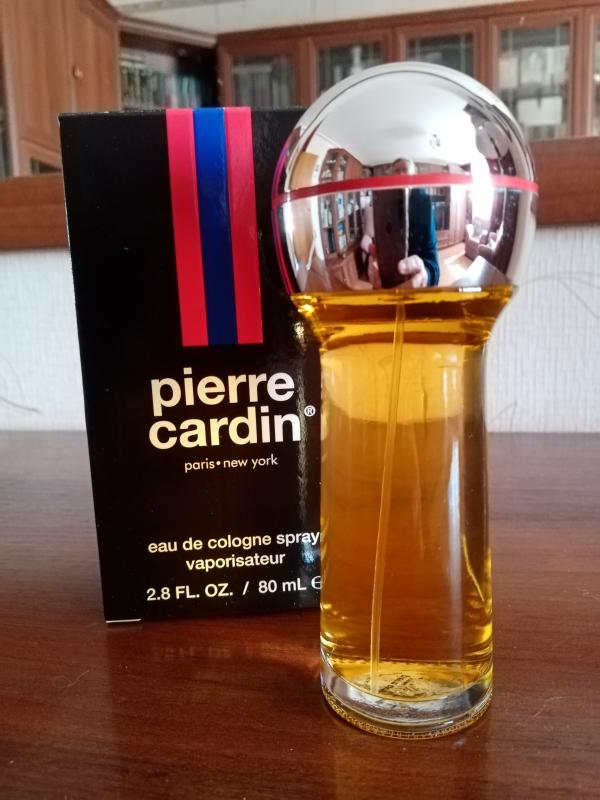 pierre
cardin®
paris•new york
eau de cologne spray
vaporisateur
2.8 FL. OZ. / 80 mL ℮